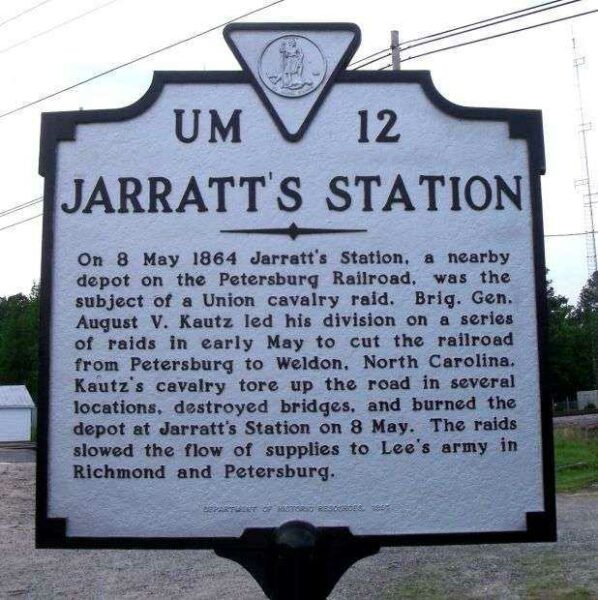 UM 12
JARRATT'S STATION
On 8 May 1864 Jarratt's Station, a nearby
depot on the Petersburg Railroad, was the
subject of a Union cavalry raid. Brig. Gen.
August V. Kautz led his division on a series
of raids in early May to cut the railroad
from Petersburg to Weldon, North Carolina.
Kautz's cavalry tore up the road in several
locations, destroyed bridges, and burned the
depot at Jarratt's Station on 8 May. The raids
slowed the flow of supplies to Lee's army in
Richmond and Petersburg.
DEPARTMENT OF HISTORIC RESOURCES,